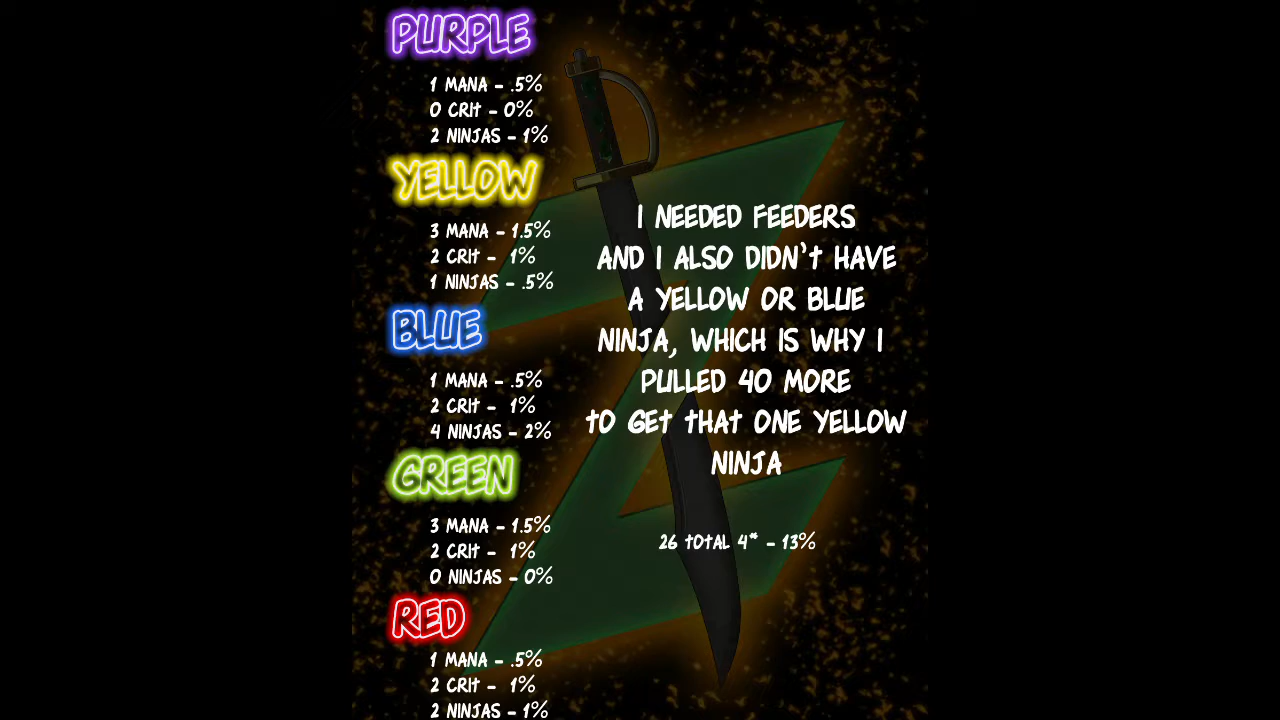 PURPLE
1 MANA - .5%
0 CRIT - 0%
2 NINJAS - 1%
YELLOW
3 MANA - 1.5%
2 CRIT - 1%
1 NINJAS - .5%
BLUE
1 MANA - .5%
2 CRIT - 1%
4 NINJAS - 2%
GREEN
3 MANA - 1.5%
2 CRIT - 1%
0 NINJAS - 0%
RED
1 MANA - .5%
2 CRIT - 1%
2 NINJAS - 1%
I NEEDED FEEDERS
AND I ALSO DIDN'T HAVE
A YELLOW OR BLUE
NINJA, WHICH IS WHY I
PULLED 40 MORE
TO GET THAT ONE YELLOW
NINJA
26 TOTAL 4* - 13%